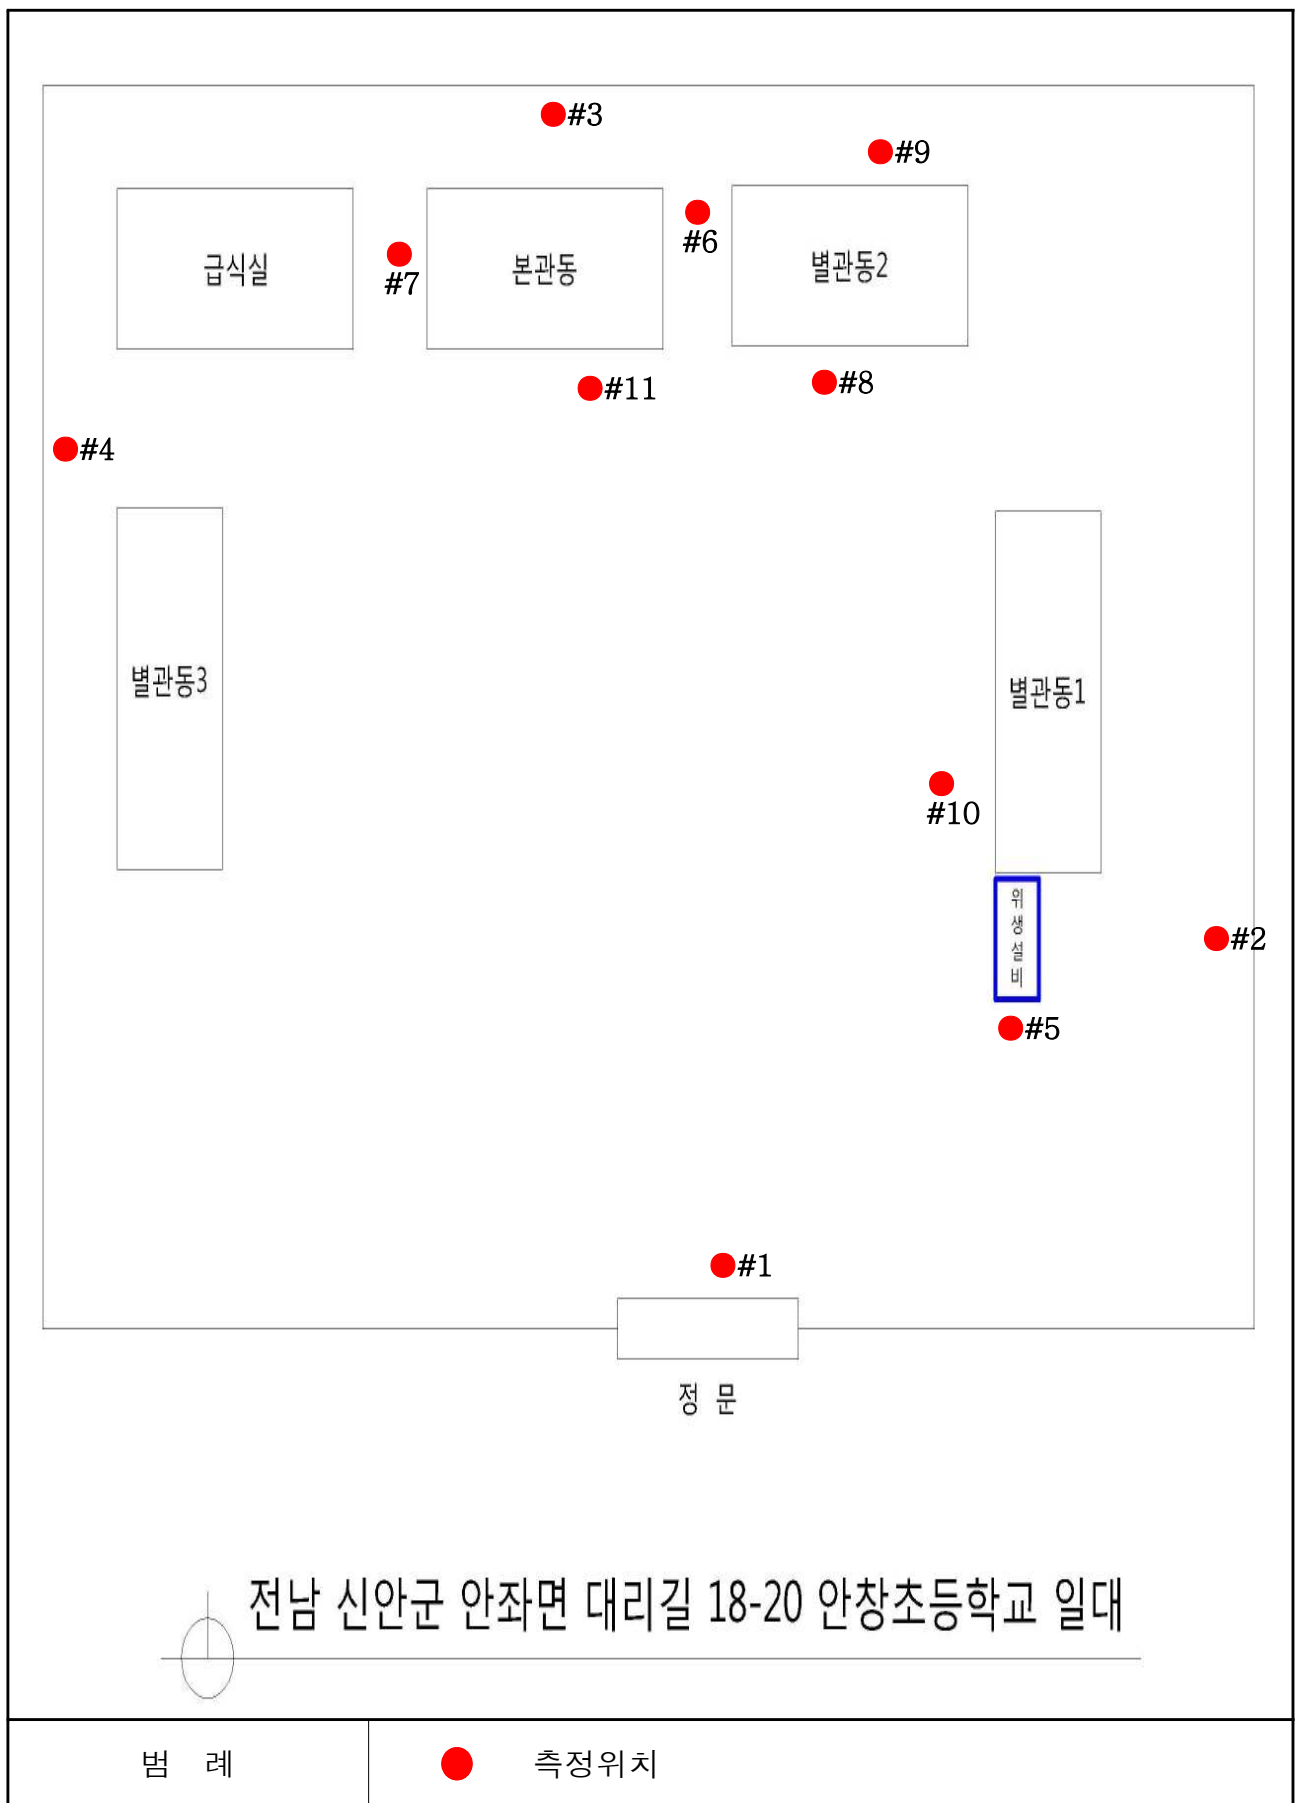 #3
#9
#6
급식실
#7
본관동
별관동2
#11
#8
#4
별관동3
별관동1
#10
위
생
설
비
#2
#5
#1
정 문
전남 신안군 안좌면 대리길 18-20 안창초등학교 일대
범 례
측정위치